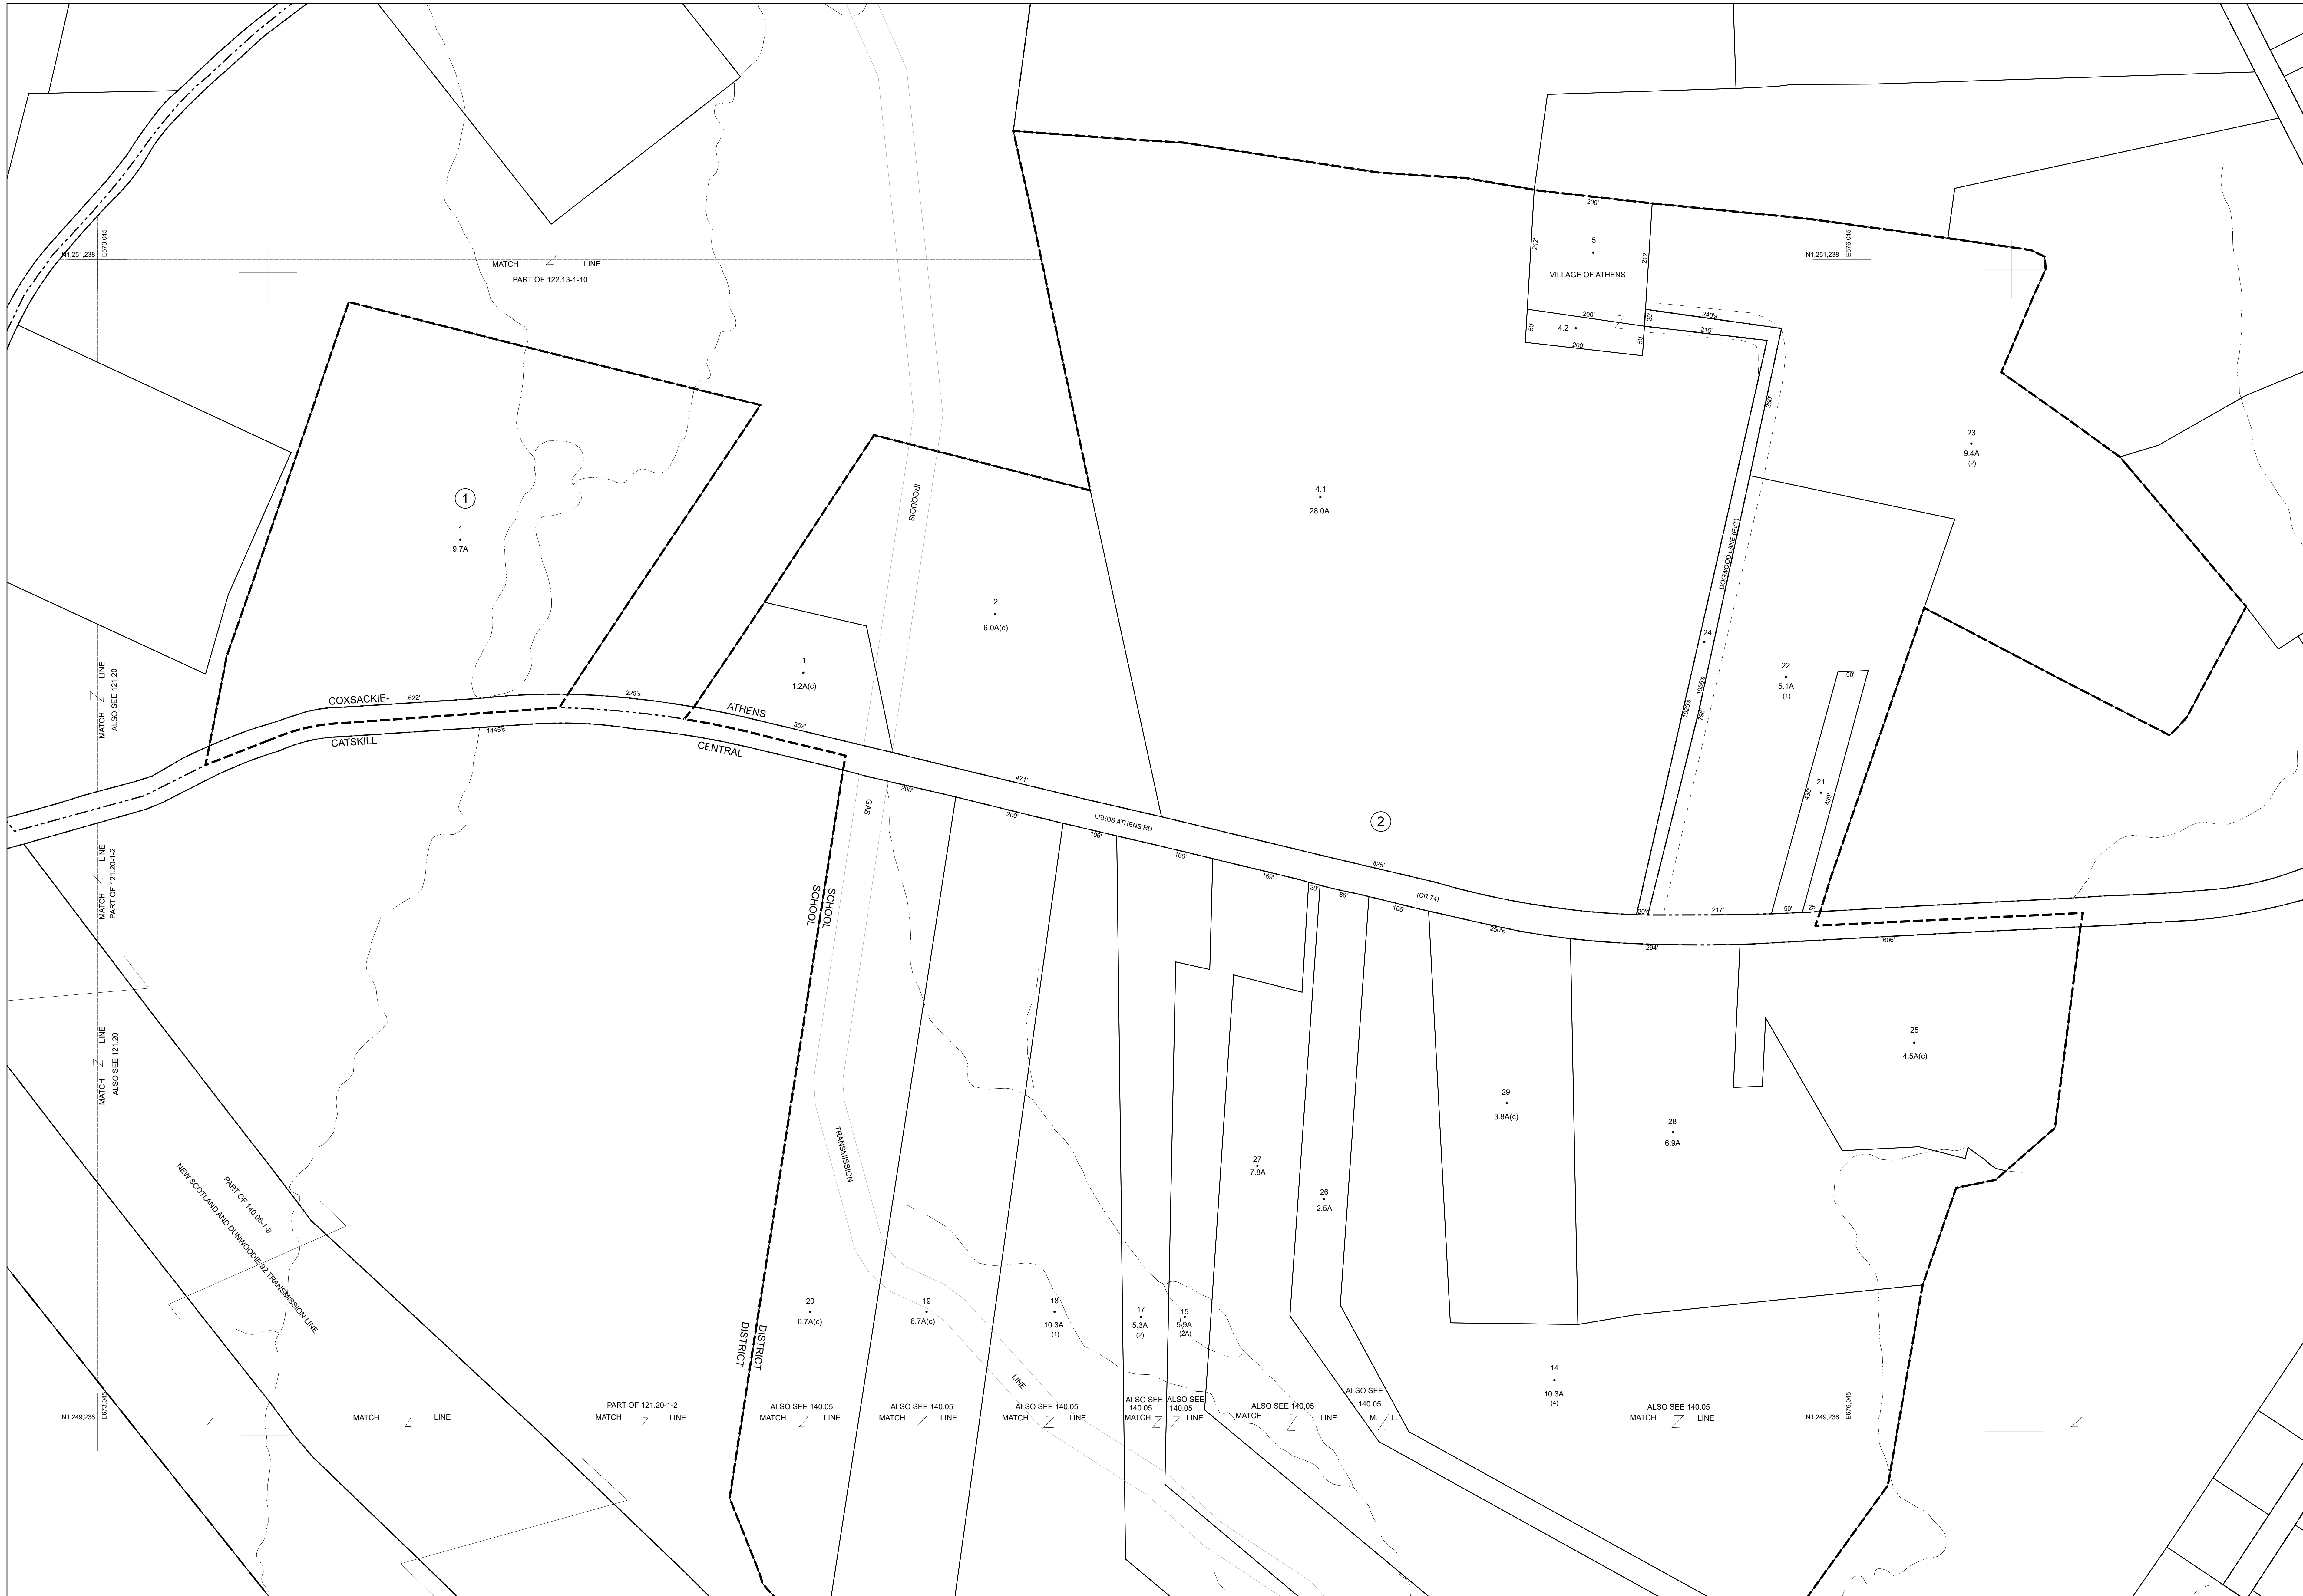 200'
5
212'
212'
VILLAGE OF ATHENS
N1,251,238
E673,045
MATCH LINE
PART OF 122.13-1-10
N1,251,238
E676,045
200'
20'
240's
50'
4.2
215'
50'
200'
260'
23
9.4A
(2)
1
1
9.7A
IROQUOIS
4.1
28.0A
DOGWOOD LANE (PVT)
2
6.0A(c)
24
1
1.2A(c)
22
5.1A
(1)
50'
MATCH LINE
ALSO SEE 121.20
COXSACKIE-
622'
225's
ATHENS
352'
1025's
1056's
796'
CATSKILL
1445's
CENTRAL
471'
21
430'
430'
200'
GAS
200'
LEEDS ATHENS RD
2
106'
160'
825'
169'
20'
86'
(CR 74)
106'
20's
217'
50'
25'
250's
294'
606'
MATCH LINE
PART OF 121.20-1-2
SCHOOL
SCHOOL
MATCH LINE
ALSO SEE 121.20
25
4.5A(c)
29
3.8A(c)
28
6.9A
TRANSMISSION
27
7.8A
26
2.5A
PART OF 140.05-1-8
NEW SCOTLAND AND DUNWOODIE 92 TRANSMISSION LINE
20
6.7A(c)
19
6.7A(c)
18
10.3A
(1)
17
5.3A
(2)
15
5.9A
(2A)
DISTRICT
DISTRICT
LINE
14
10.3A
(4)
N1,249,238
E673,045
MATCH LINE
PART OF 121.20-1-2
MATCH LINE
ALSO SEE 140.05
MATCH LINE
ALSO SEE 140.05
MATCH LINE
ALSO SEE 140.05
MATCH LINE
ALSO SEE
140.05
MATCH
ALSO SEE
140.05
LINE
ALSO SEE 140.05
MATCH LINE
ALSO SEE
140.05
M. L.
ALSO SEE 140.05
MATCH LINE
N1,249,238
E676,045